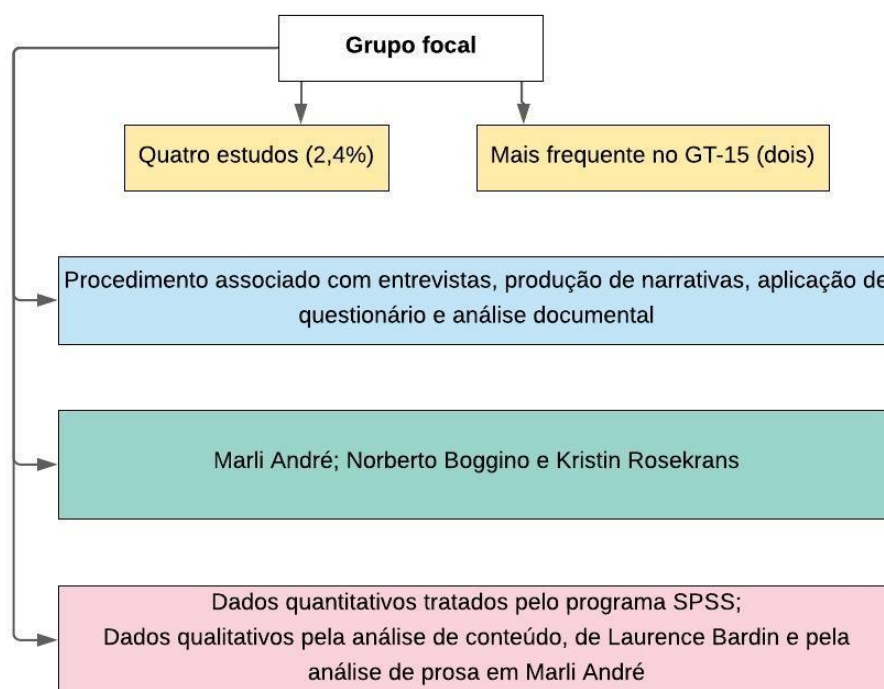 Grupo focal
Quatro estudos (2,4%)
Mais frequente no GT-15 (dois)
Procedimento associado com entrevistas, produção de narrativas, aplicação de
questionário e análise documental
Marli André; Norberto Boggino e Kristin Rosekrans
Dados quantitativos tratados pelo programa SPSS;
Dados qualitativos pela análise de conteúdo, de Laurence Bardin e pela
análise de prosa em Marli André